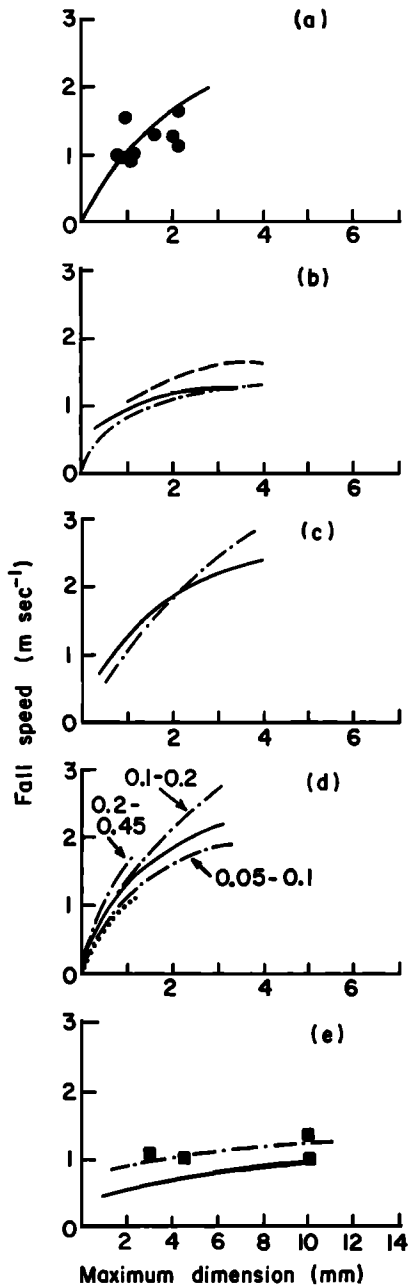 (a)
3
2
1
0
2 4 6
(b)
3
2
1
0
2 4 6
(c)
3
2
1
0
2 4 6
(d)
0.1-0.2
0.2-
0.45
0.05-0.1
3
2
1
0
2 4 6
(e)
3
2
1
0
2 4 6 8 10 12 14
Fall speed (m sec⁻¹)
Maximum dimension (mm)